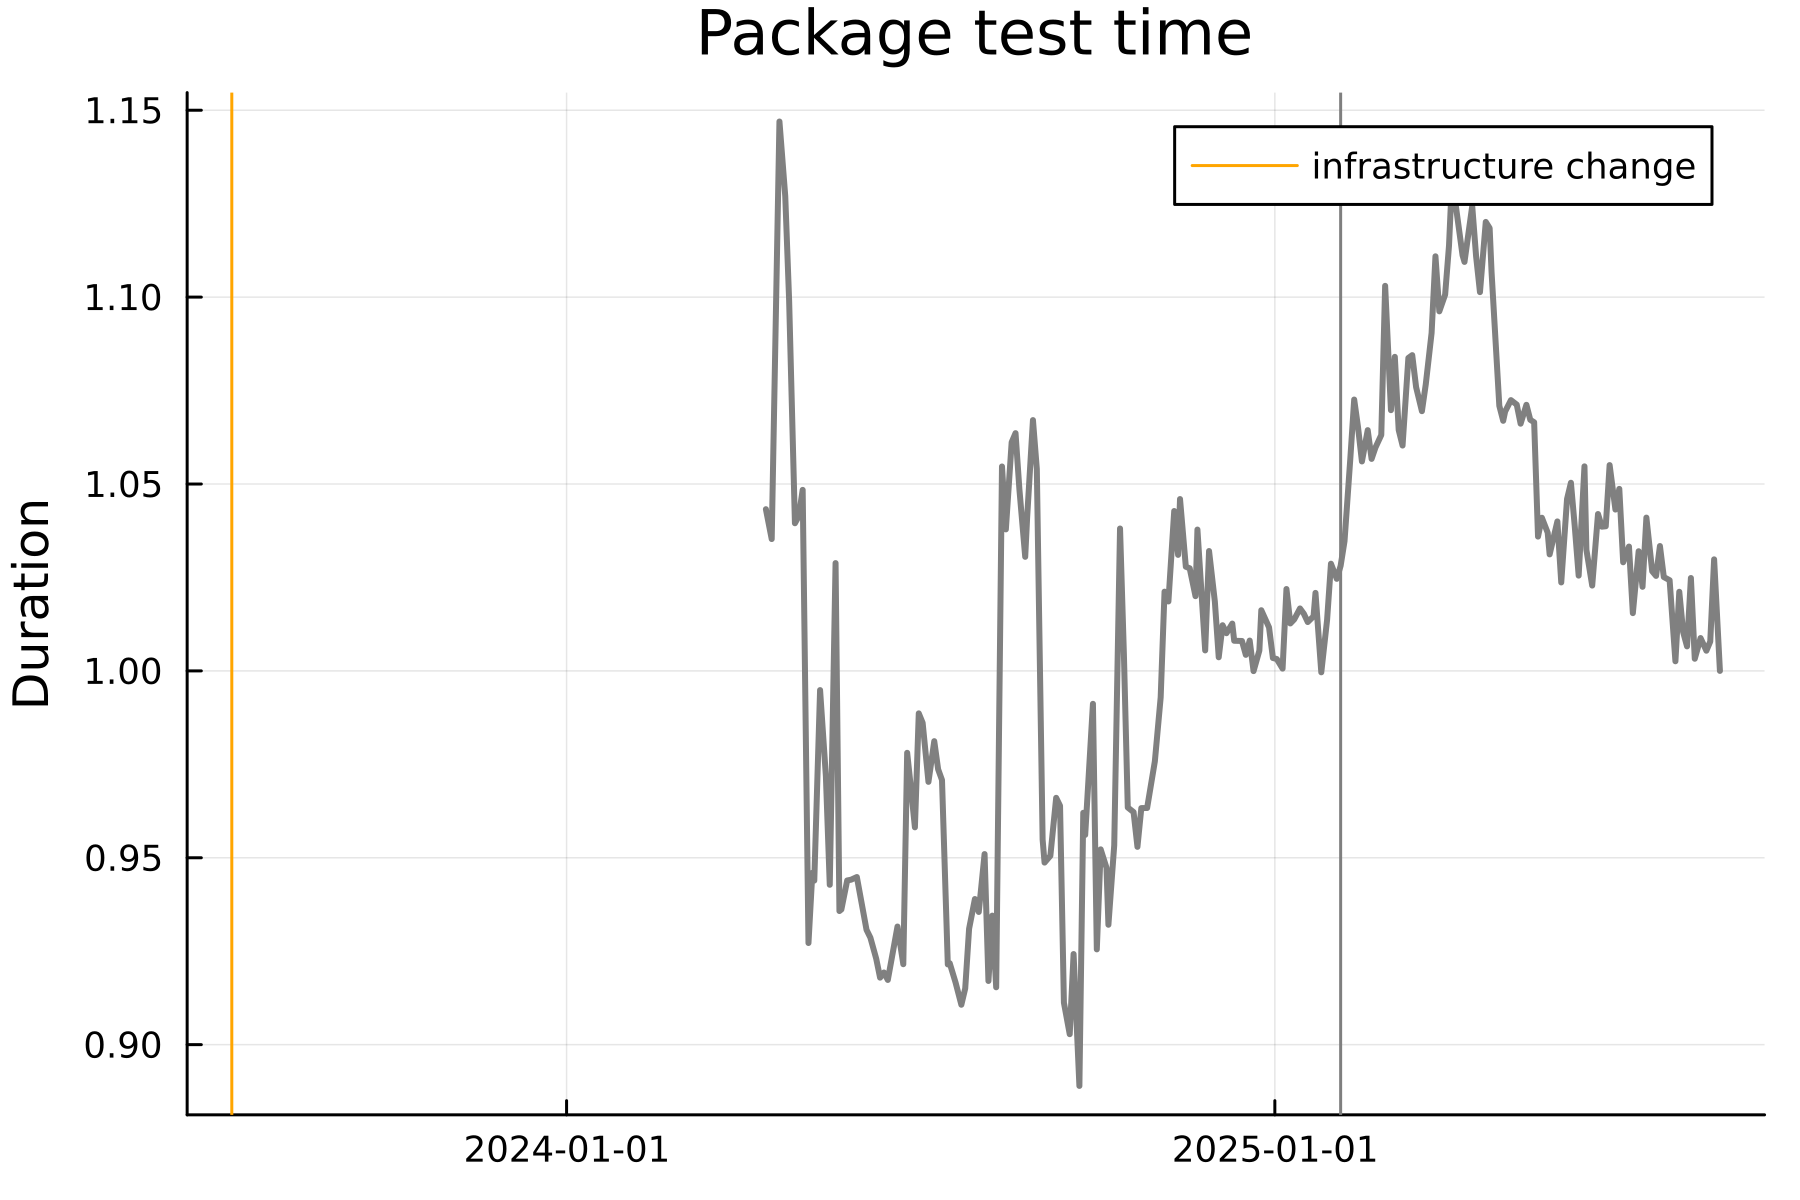 Package test time
infrastructure change
Duration
1.15
1.10
1.05
1.00
0.95
0.90
2024-01-01
2025-01-01